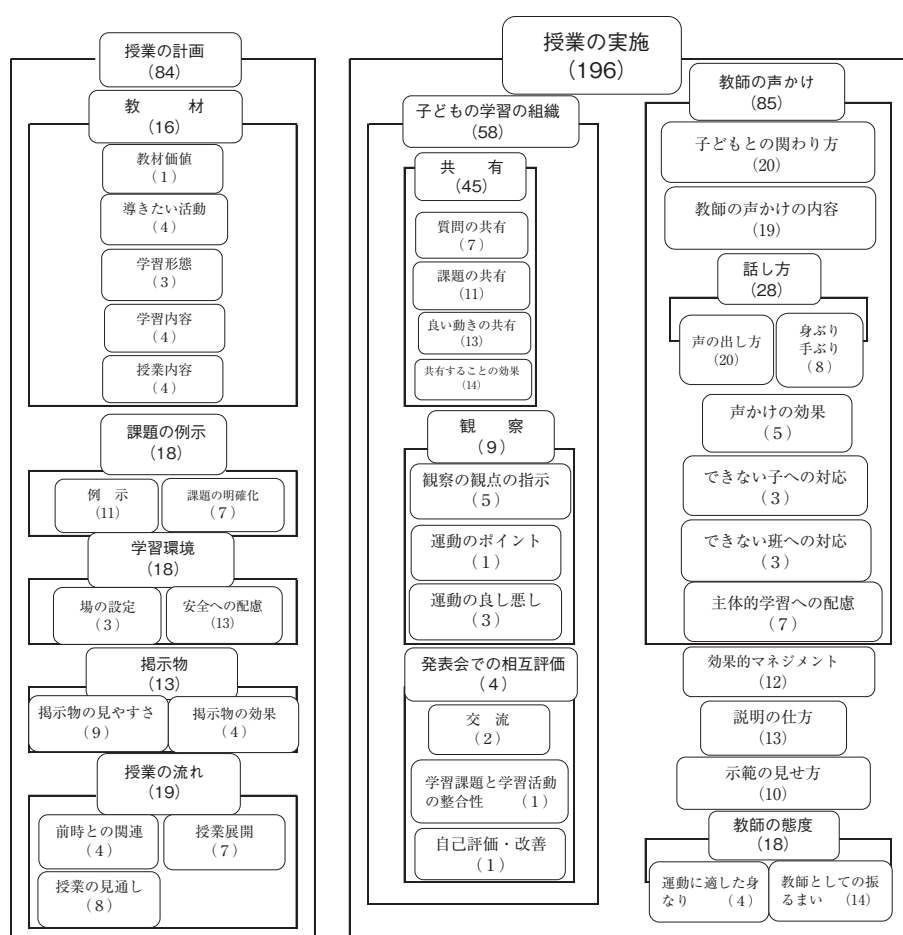 授業の計画
(84)
教　材
(16)
教材価値
(1)
導きたい活動
(4)
学習形態
(3)
学習内容
(4)
授業内容
(4)
課題の例示
(18)
例　示
(11)
課題の明確化
(7)
学習環境
(18)
場の設定
(3)
安全への配慮
(13)
掲示物
(13)
掲示物の見やすさ
(9)
掲示物の効果
(4)
授業の流れ
(19)
前時との関連
(4)
授業展開
(7)
授業の見通し
(8)
授業の実施
(196)
子どもの学習の組織
(58)
共　有
(45)
質問の共有
(7)
課題の共有
(11)
良い動きの共有
(13)
共有することの効果
(14)
観　察
(9)
観察の観点の指示
(5)
運動のポイント
(1)
運動の良し悪し
(3)
発表会での相互評価
(4)
交　流
(2)
学習課題と学習活動
の整合性　(1)
自己評価・改善
(1)
教師の声かけ
(85)
子どもとの関わり方
(20)
教師の声かけの内容
(19)
話し方
(28)
声の出し方
(20)
身ぶり
手ぶり
(8)
声かけの効果
(5)
できない子への対応
(3)
できない班への対応
(3)
主体的学習への配慮
(7)
効果的マネジメント
(12)
説明の仕方
(13)
示範の見せ方
(10)
教師の態度
(18)
運動に適した身
なり　(4)
教師としての振
るまい　(14)